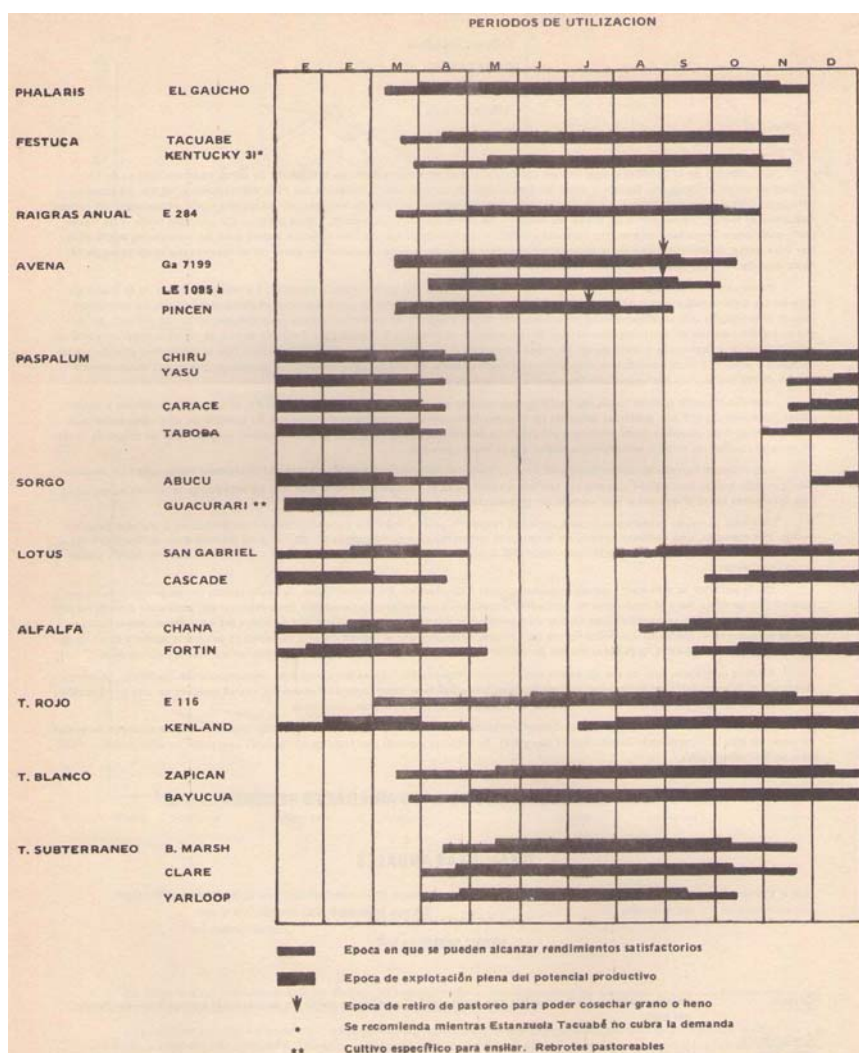 PERIODOS DE UTILIZACION
E E M A M J J A S O N D
PHALARIS EL GAUCHO
FESTUCA TACUABE
KENTUCKY 31*
RAIGRAS ANUAL E 284
AVENA Ga 7199
LE 1095 a
PINCEN
PASPALUM CHIRU
YASU
CARACE
TABOBA
SORGO ABUCU
GUACURARI **
LOTUS SAN GABRIEL
CASCADE
ALFALFA CHANA
FORTIN
T. ROJO E 116
KENLAND
T. BLANCO ZAPICAN
BAYUCUA
T. SUBTERRANEO B. MARSH
CLARE
YARLOOP
Epoca en que se pueden alcanzar rendimientos satisfactorios
Epoca de explotación plena del potencial productivo
Epoca de retiro de pastoreo para poder cosechar grano o heno
* Se recomienda mientras Estanzuela Tacuabé no cubra la demanda
** Cultivo específico para ensilar. Rebrotes pastoreables